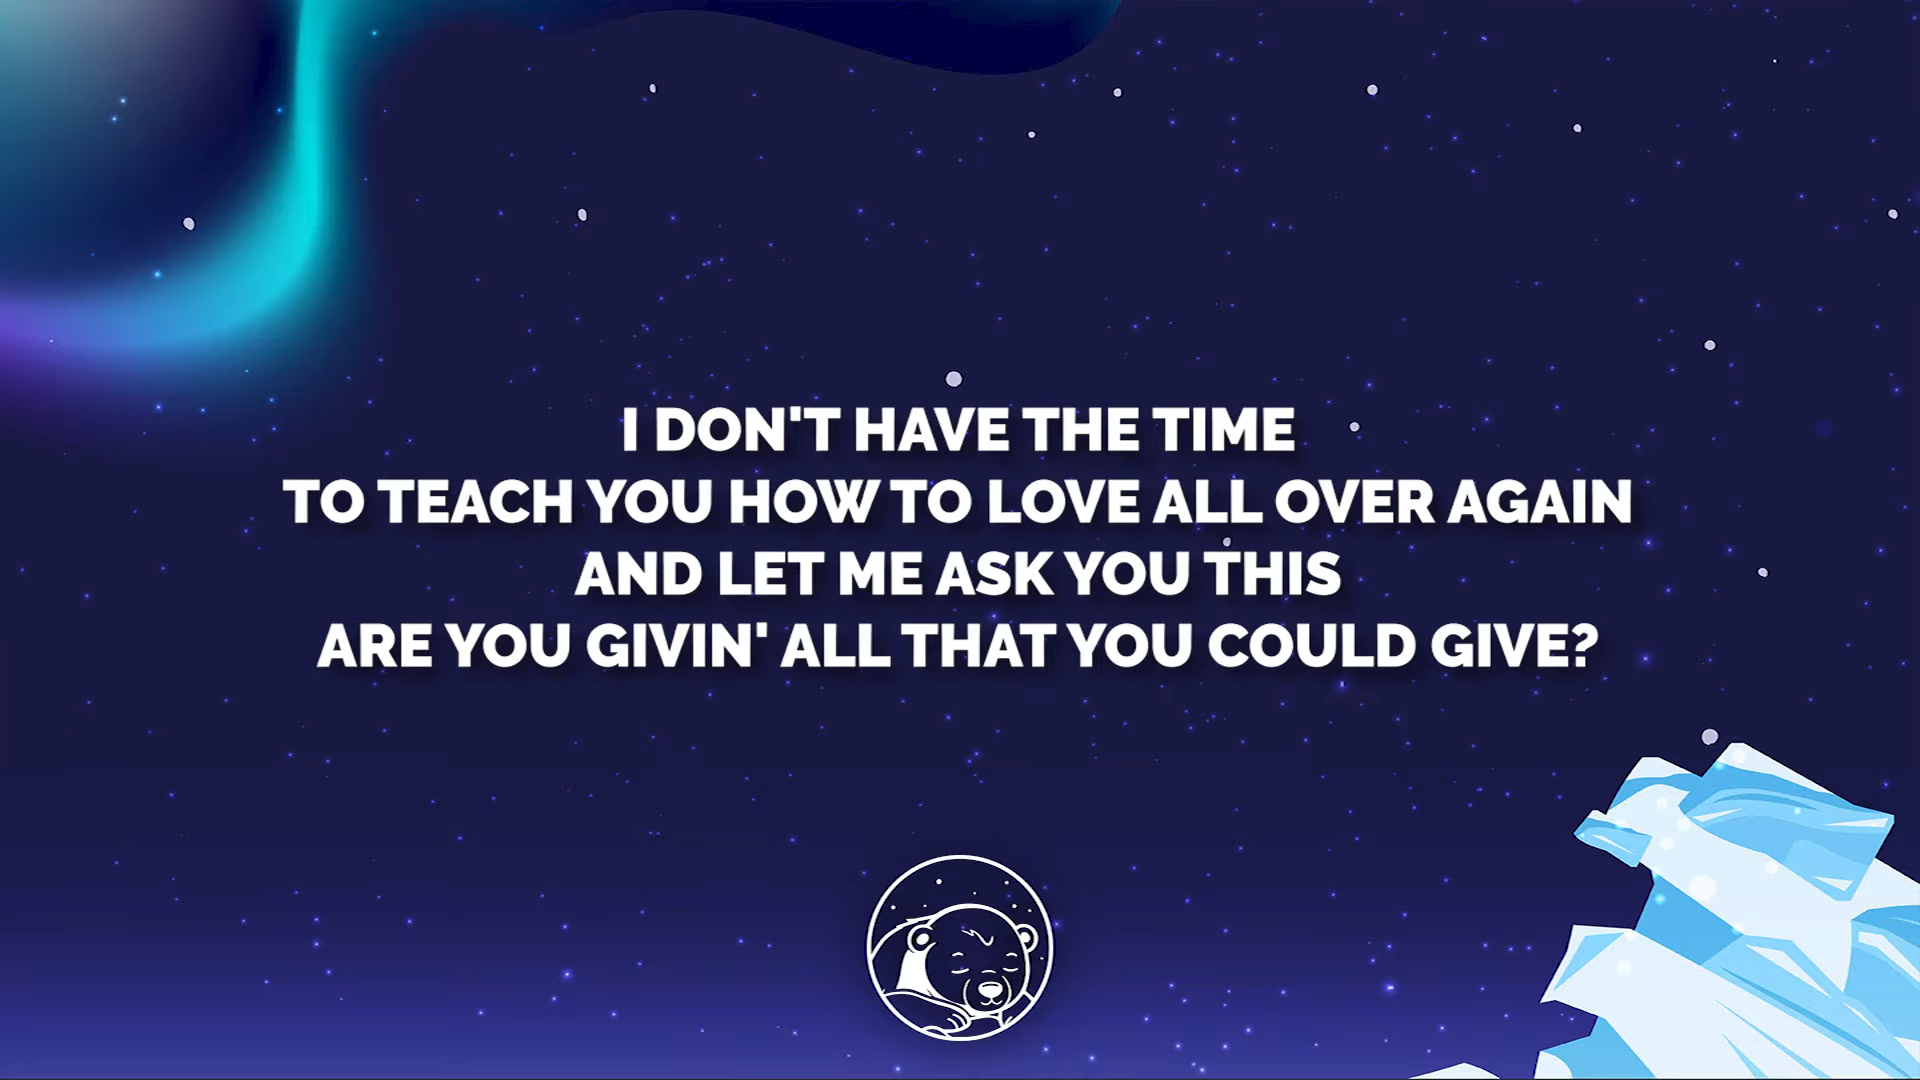 I DON'T HAVE THE TIME
TO TEACH YOU HOW TO LOVE ALL OVER AGAIN
AND LET ME ASK YOU THIS
ARE YOU GIVIN' ALL THAT YOU COULD GIVE?